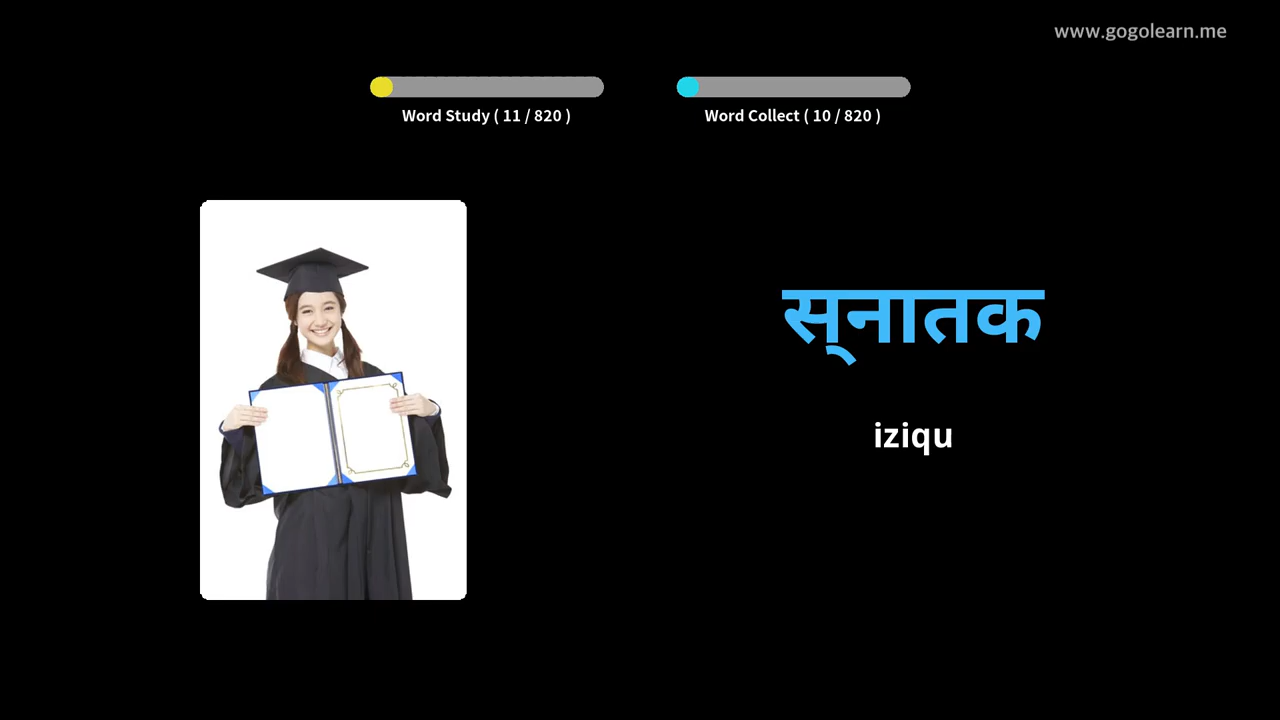 www.gogolearn.me
Word Study ( 11 / 820 )
Word Collect ( 10 / 820 )
स्‌नातक
iziqu